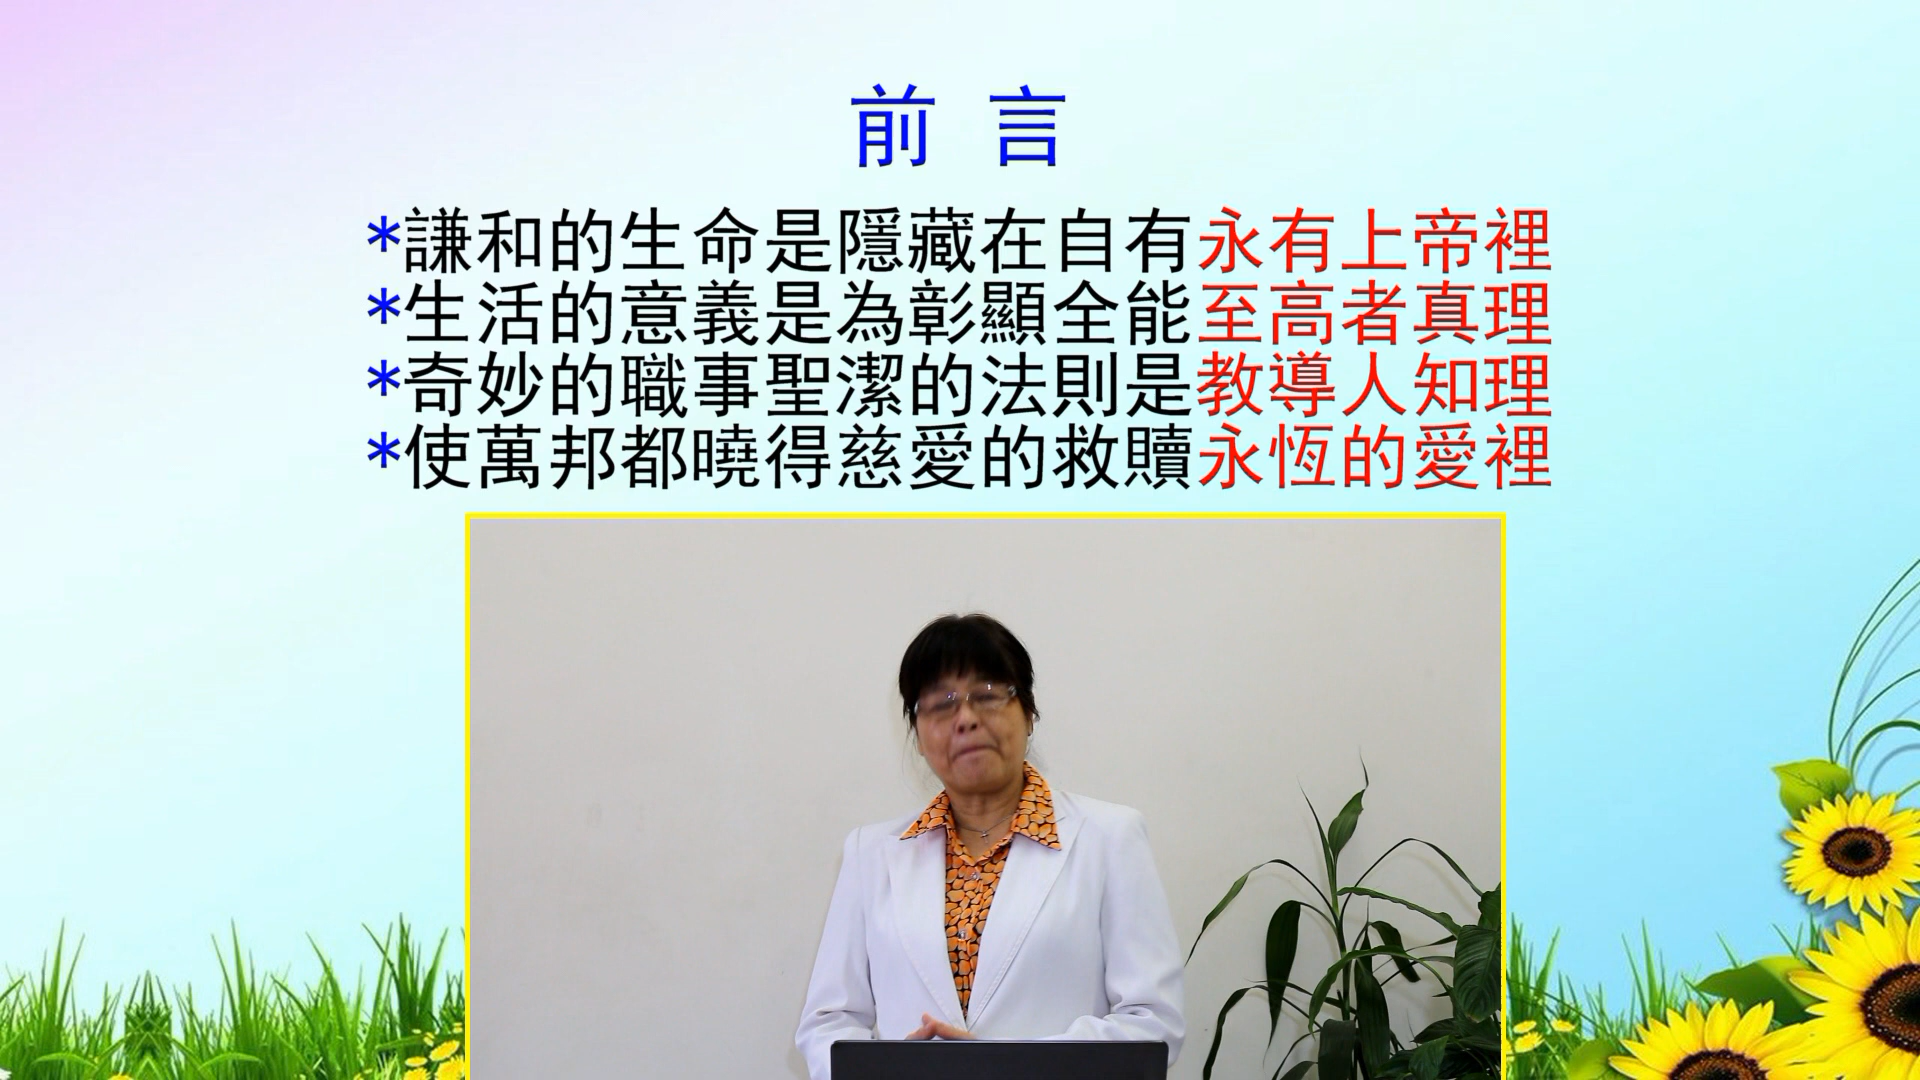 前 言
*謙和的生命是隱藏在自有永有上帝裡
*生活的意義是為彰顯全能至高者真理
*奇妙的職事聖潔的法則是教導人知理
*使萬邦都曉得慈愛的救贖永恆的愛裡